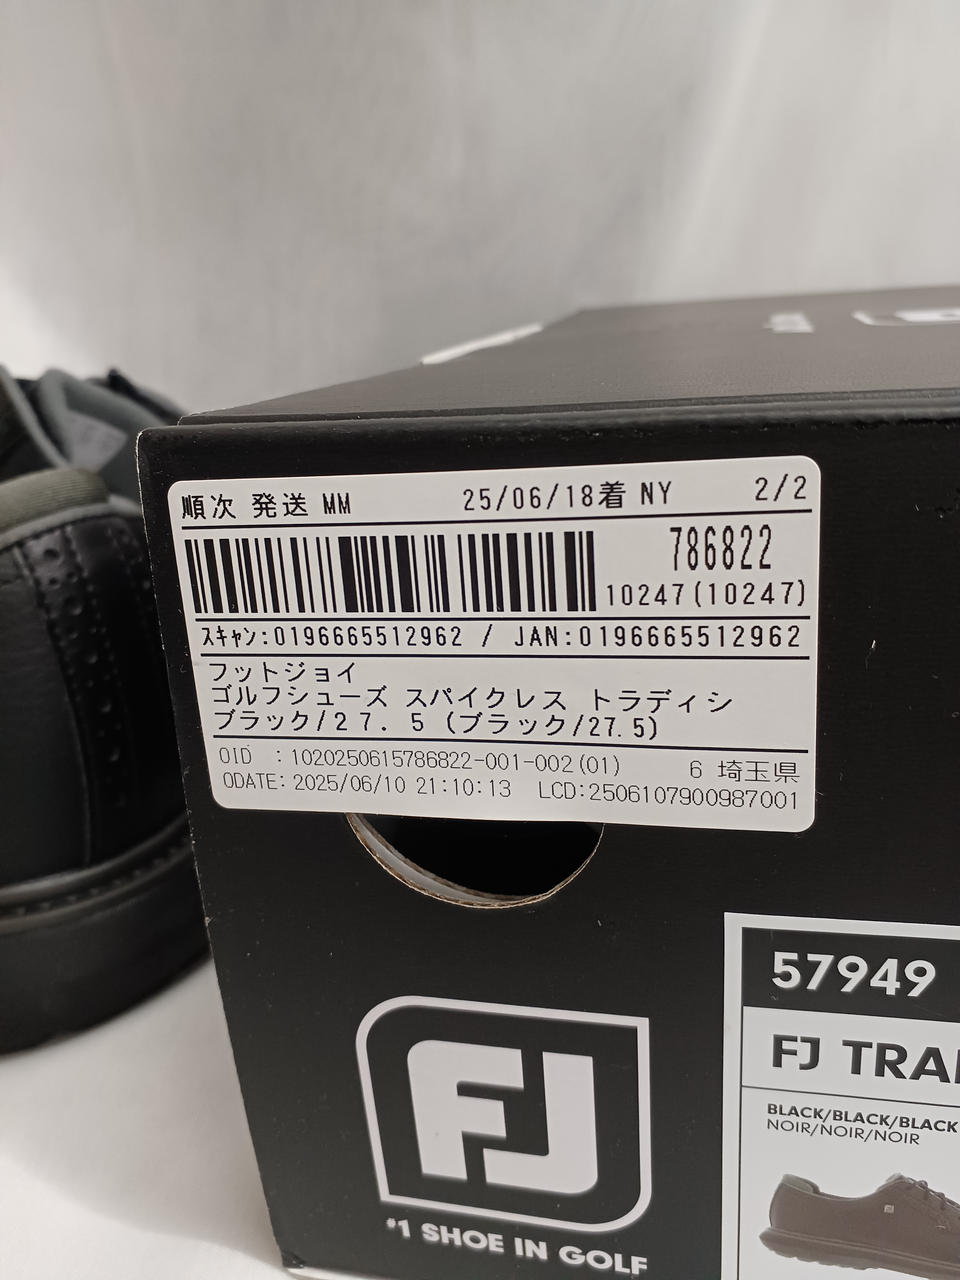 順次 発送 MM 25/06/18着 NY 2/2
786822
10247(10247)
ｽｷｬﾝ:0196665512962 / JAN:0196665512962
フットジョイ
ゴルフシューズ スパイクレス トラディシ
ブラック/２７．５ (ブラック/27.5)
OID :1020250615786822-001-002(01) 6 埼玉県
ODATE:2025/06/10 21:10:13 LCD:2506107900987001
57949
FJ TRA
BLACK/BLACK/BLACK
NOIR/NOIR/NOIR
FJ
#1 SHOE IN GOLF